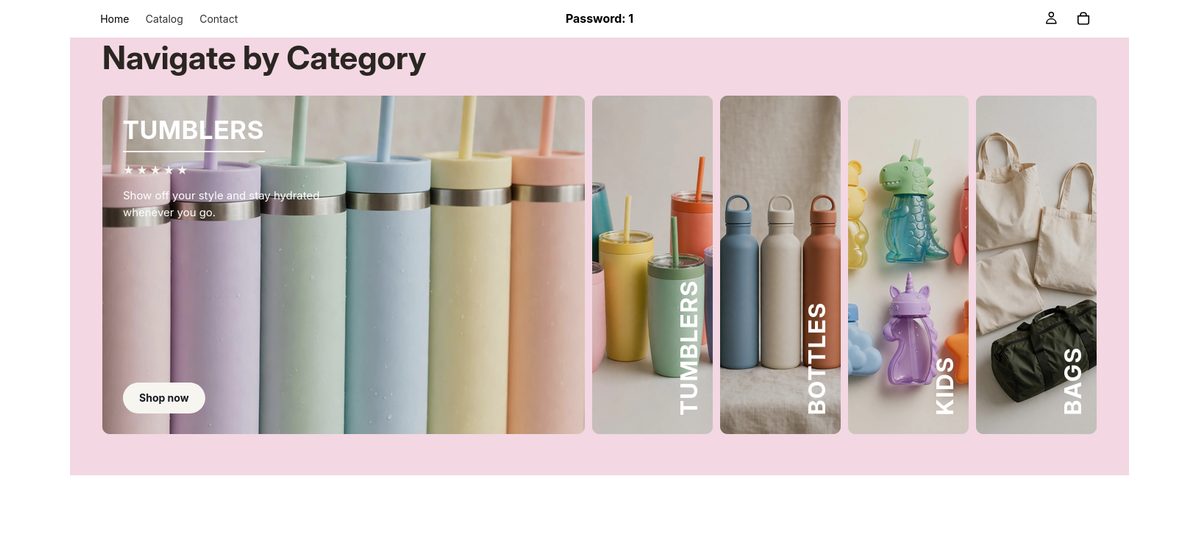 Home Catalog Contact
Password: 1
Navigate by Category
TUMBLERS
★★★★★
Show off your style and stay hydrated
whenever you go.
Shop now
TUMBLERS
BOTTLES
KIDS
BAGS